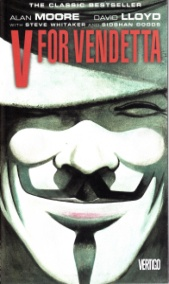 THE CLASSIC BESTSELLER
ALAN MOORE DAVID LLOYD
WITH STEVE WHITAKER AND SIOBHAN DODDS
V FOR VENDETTA
VERTIGO